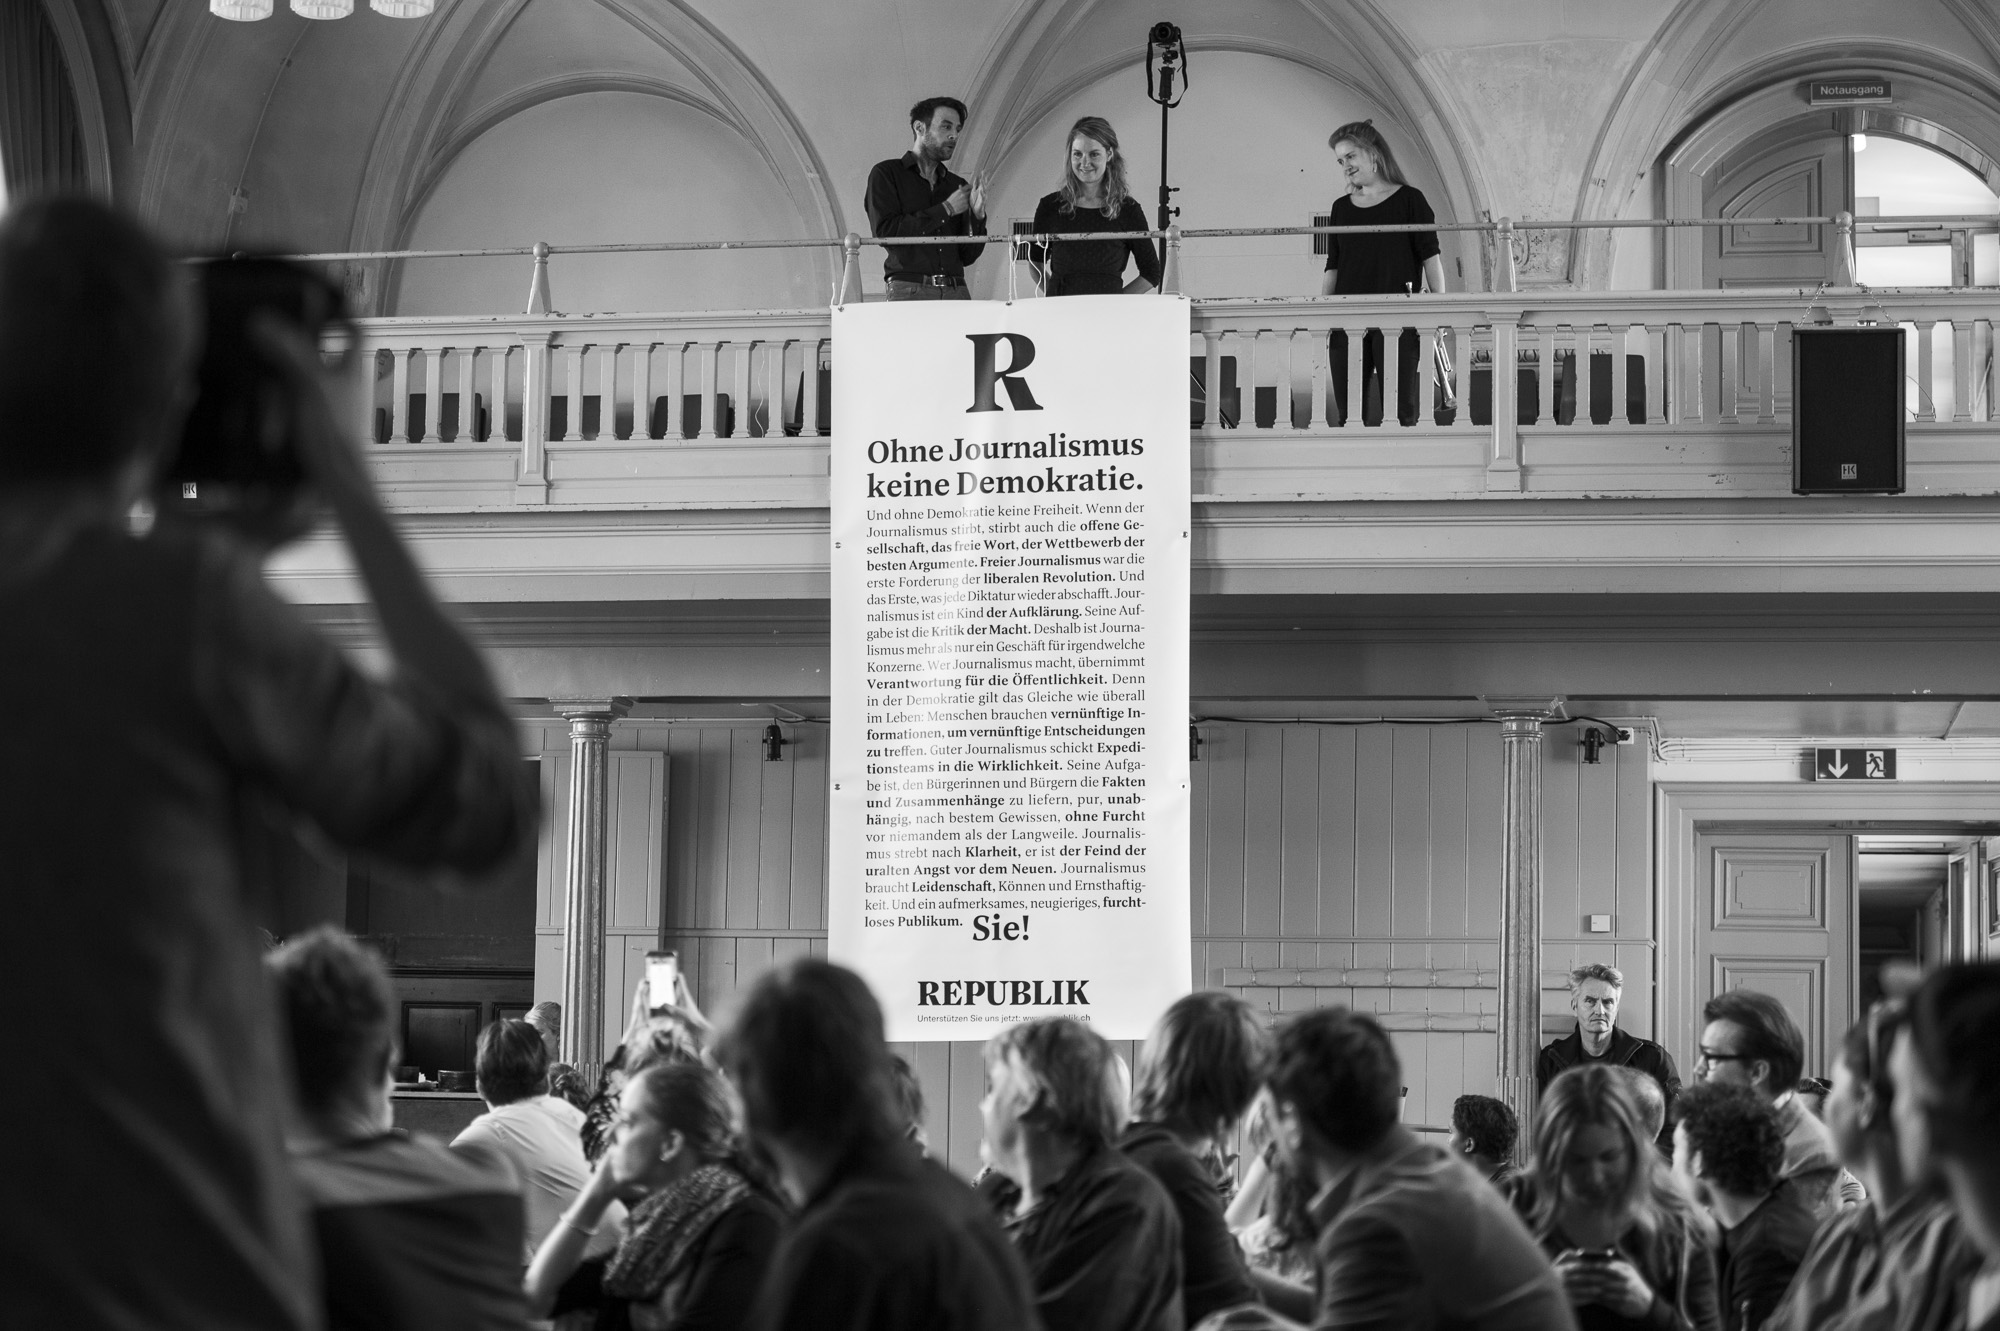 Notausgang
R
Ohne Journalismus
keine Demokratie.
Und ohne Demokratie keine Freiheit. Wenn der
Journalismus stirbt, stirbt auch die offene Ge-
sellschaft, das freie Wort, der Wettbewerb der
besten Argumente. Freier Journalismus war die
erste Forderung der liberalen Revolution. Und
das Erste, was jede Diktatur wieder abschafft. Jour-
nalismus ist ein Kind der Aufklärung. Seine Auf-
gabe ist die Kritik der Macht. Deshalb ist Journa-
lismus mehr als nur ein Geschäft für irgendwelche
Konzerne. Wer Journalismus macht, übernimmt
Verantwortung für die Öffentlichkeit. Denn
in der Demokratie gilt das Gleiche wie überall
im Leben: Menschen brauchen vernünftige In-
formationen, um vernünftige Entscheidungen
zu treffen. Guter Journalismus schickt Expedi-
tionsteams in die Wirklichkeit. Seine Aufga-
be ist, den Bürgerinnen und Bürgern die Fakten
und Zusammenhänge zu liefern, pur, unab-
hängig, nach bestem Gewissen, ohne Furcht
vor niemandem als der Langweile. Journalis-
mus strebt nach Klarheit, er ist der Feind der
uralten Angst vor dem Neuen. Journalismus
braucht Leidenschaft, Können und Ernsthaftig-
keit. Und ein aufmerksames, neugieriges, furcht-
loses Publikum. Sie!
REPUBLIK
Unterstützen Sie uns jetzt: www.republik.ch
HK
HK